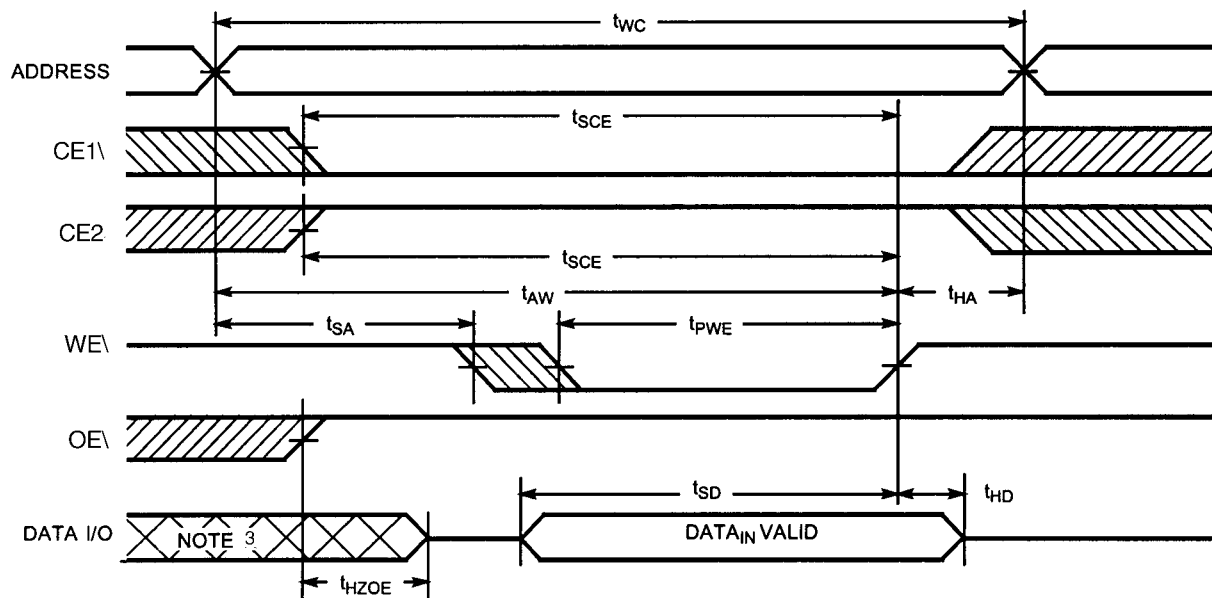 tWC
ADDRESS
tSCE
CE1\
CE2
tSCE
tAW
tHA
tSA
tPWE
WE\
OE\
tSD
tHD
DATA I/O
NOTE 3
DATAIN VALID
tHZOE